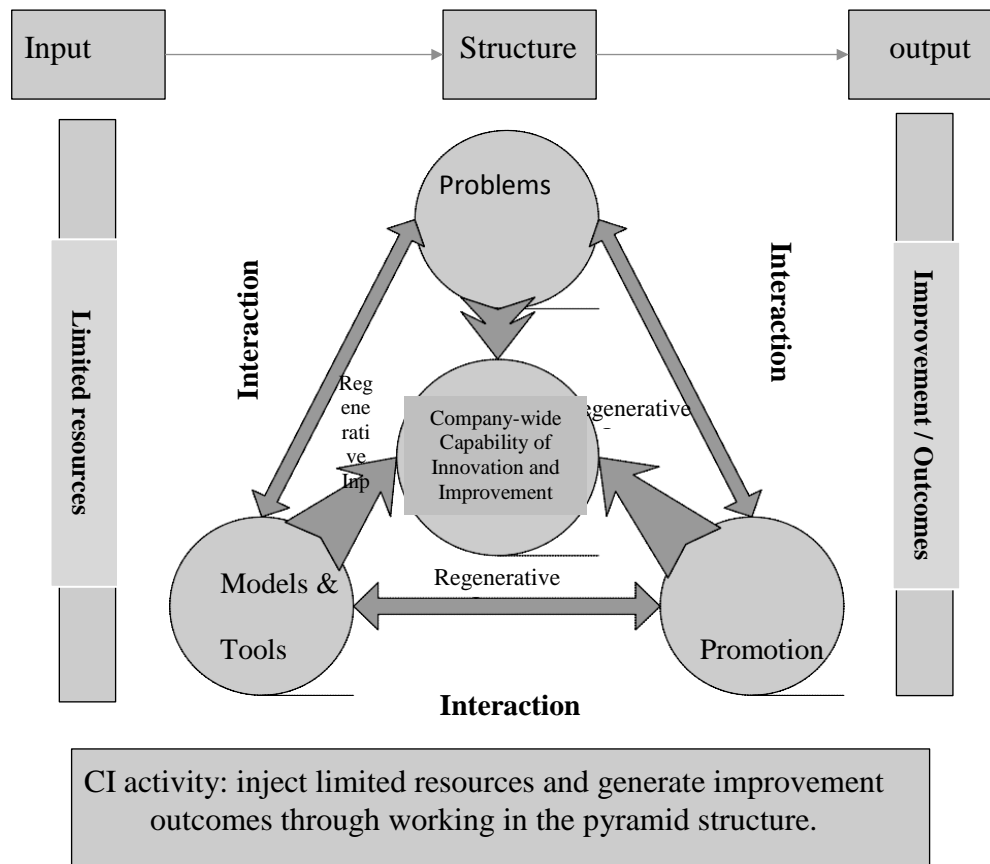 Input
Structure
output
Problems
Interaction
Interaction
Limited resources
Improvement / Outcomes
Reg
ene
rati
ve
Inp
egenerative
Company-wide
Capability of
Innovation and
Improvement
Regenerative
Models &
Tools
Promotion
Interaction
CI activity: inject limited resources and generate improvement
outcomes through working in the pyramid structure.